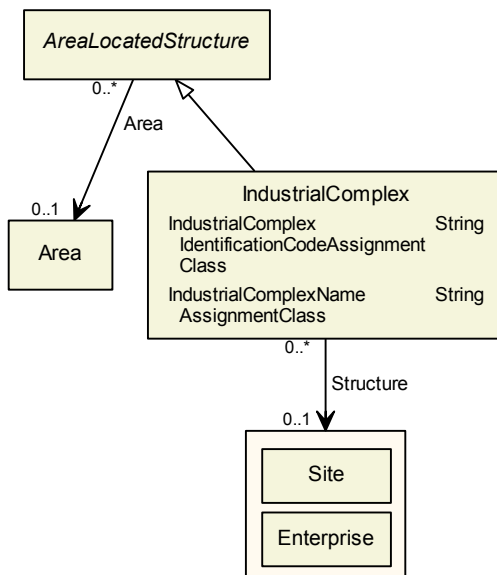 AreaLocatedStructure
0..*
Area
0..1
Area
IndustrialComplex
IndustrialComplex String
IdentificationCodeAssignment
Class
IndustrialComplexName String
AssignmentClass
0..*
Structure
0..1
Site
Enterprise